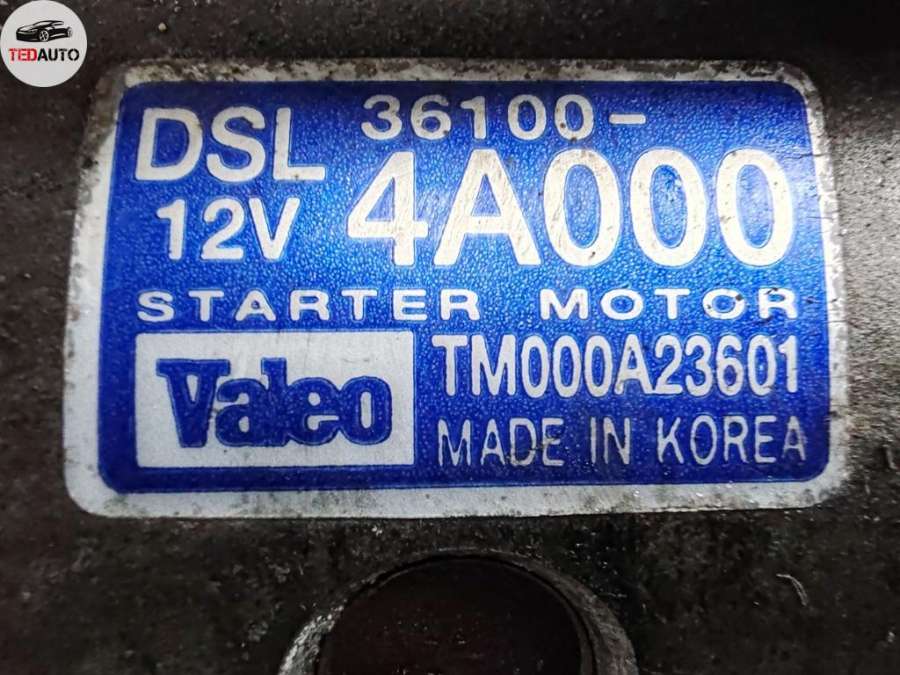 TEDAUTO
DSL 36100-
12V 4A000
STARTER MOTOR
Valeo TM000A23601
MADE IN KOREA